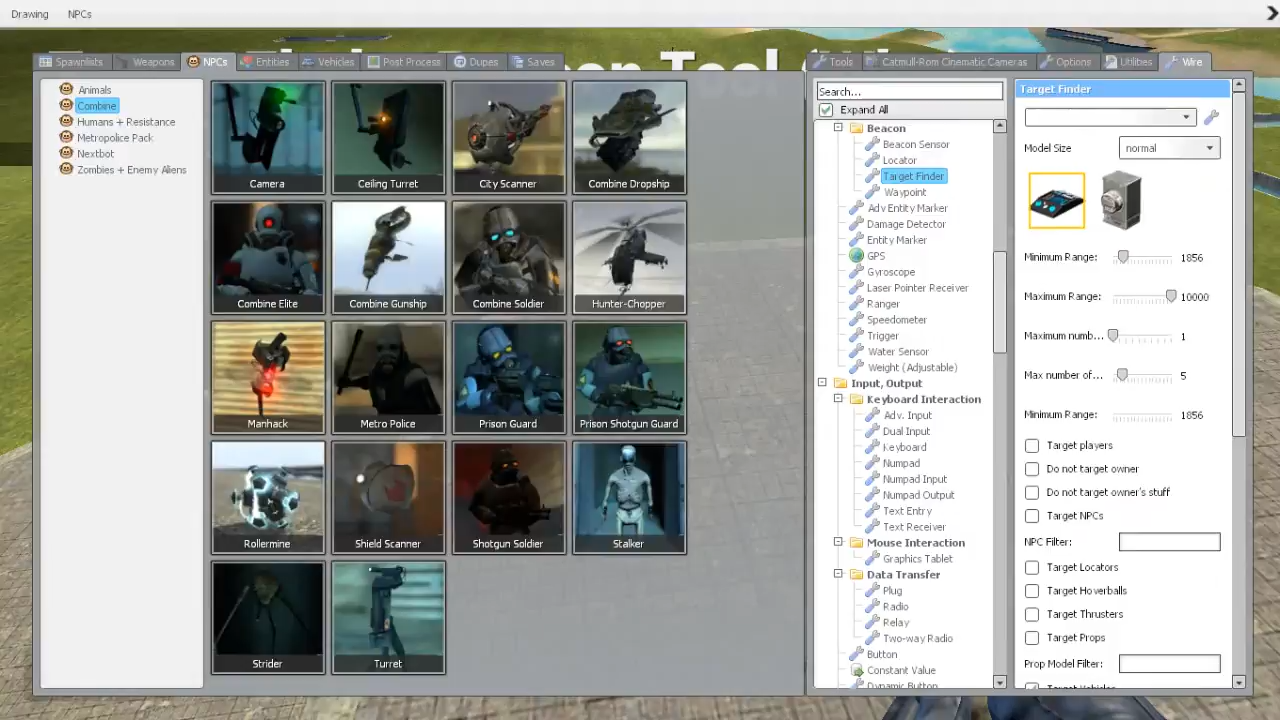 Drawing NPCs
Spawnlists Weapons NPCs Entities Vehicles Post Process Dupes Saves
Tools Catmull-Rom Cinematic Cameras Options Utilities Wire
Animals
Combine
Humans + Resistance
Metropolice Pack
Nextbot
Zombies + Enemy Aliens
Camera Ceiling Turret City Scanner Combine Dropship
Combine Elite Combine Gunship Combine Soldier Hunter-Chopper
Manhack Metro Police Prison Guard Prison Shotgun Guard
Rollermine Shield Scanner Shotgun Soldier Stalker
Strider Turret
Search...
Expand All
Beacon
Beacon Sensor
Locator
Target Finder
Waypoint
Adv Entity Marker
Damage Detector
Entity Marker
GPS
Gyroscope
Laser Pointer Receiver
Ranger
Speedometer
Trigger
Water Sensor
Weight (Adjustable)
Input, Output
Keyboard Interaction
Adv. Input
Dual Input
Keyboard
Numpad
Numpad Input
Numpad Output
Text Entry
Text Receiver
Mouse Interaction
Graphics Tablet
Data Transfer
Plug
Radio
Relay
Two-way Radio
Button
Constant Value
Dynamic Button
Target Finder
Model Size normal
Minimum Range: 1856
Maximum Range: 10000
Maximum numb... 1
Max number of... 5
Minimum Range: 1856
Target players
Do not target owner
Do not target owner's stuff
Target NPCs
NPC Filter:
Target Locators
Target Hoverballs
Target Thrusters
Target Props
Prop Model Filter:
Target Vehicles